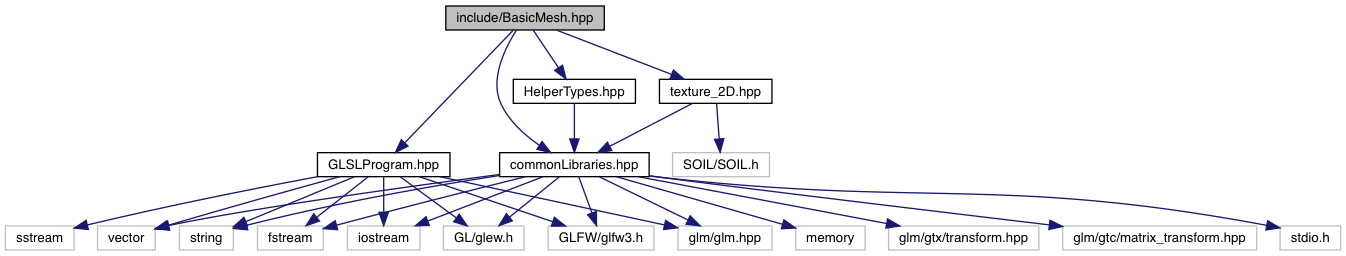 include/BasicMesh.hpp
HelperTypes.hpp
texture_2D.hpp
GLSLProgram.hpp
commonLibraries.hpp
SOIL/SOIL.h
sstream
vector
string
fstream
iostream
GL/glew.h
GLFW/glfw3.h
glm/glm.hpp
memory
glm/gtx/transform.hpp
glm/gtc/matrix_transform.hpp
stdio.h